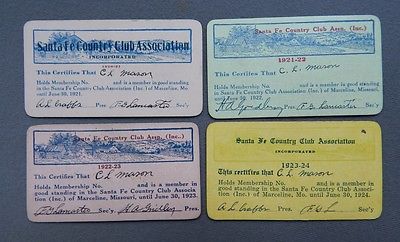 Santa Fe Country Club Association
This Certifies That C L Mason
Holds Membership No. and is a member in good standing
in the Santa Fe Country Club Association (Inc) of Marceline, Mo.
until June 30, 1921.
Pres. Sec'y
Santa Fe Country Club Assn. (Inc.)
1921-22
This Certifies That C. L. Mason
Holds Membership No. and is a member in good standing
in the Santa Fe Country Club Association (Inc) of Marceline, Mo.
until June 30, 1922.
Pres. Sec'y
Santa Fe Country Club Assn. (Inc.)
1922-23
This Certifies That C L Mason
Holds Membership No. and is a member in
good standing in the Santa Fe Country Club Associa-
tion (Inc.) of Marceline, Missouri, until June 30, 1923.
Pres. Sec'y.
Santa Fe Country Club Association
INCORPORATED
1923-24
This certifies that C L Mason
Holds Membership No. and is a member in
good standing in the Santa Fe Country Club Associa-
tion (Inc.) of Marceline, Missouri, until June 30, 1924.
Pres. Sec'y.